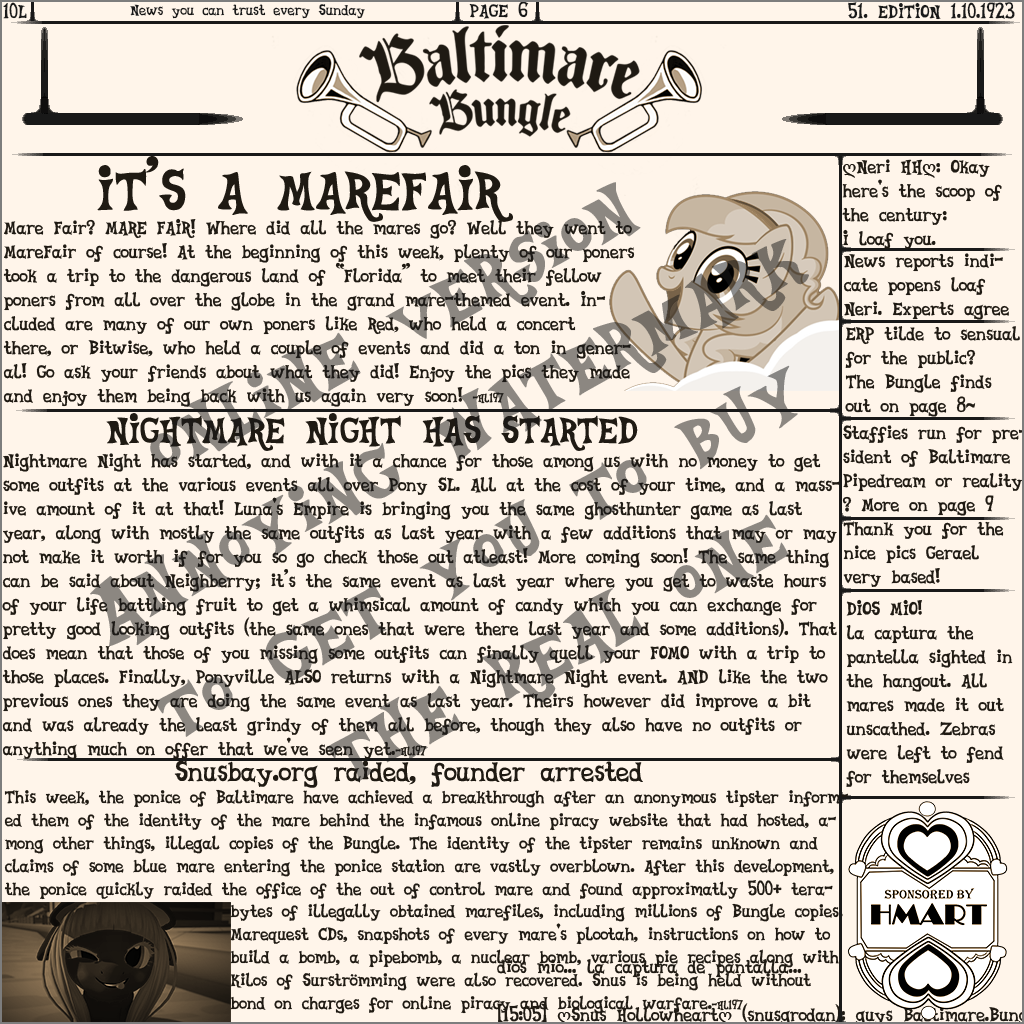 10L
News you can trust every Sunday
PAGE 6
51. EDITION 1.10.1923
Baltimare
Bungle
iT'S A MAREFAiR
Mare Fair? MARE FAiR! Where did all the mares go? Well they went to
MareFair of course! At the beginning of this week, plenty of our poners
took a trip to the dangerous land of "Florida" to meet their fellow
poners from all over the globe in the grand mare-themed event. in-
cluded are many of our own poners like Red, who held a concert
there, or Bitwise, who held a couple of events and did a ton in gener-
al! Go ask your friends about what they did! Enjoy the pics they made
and enjoy them being back with us again very soon! -HL197
NiGHTMARE NiGHT HAS STARTED
Nightmare Night has started, and with it a chance for those among us with no money to get
some outfits at the various events all over Pony SL. All at the cost of your time, and a mass-
ive amount of it at that! Luna's Empire is bringing you the same ghosthunter game as last
year, along with mostly the same outfits as last year with a few additions that may or may
not make it worth if for you so go check those out atleast! More coming soon! The same thing
can be said about Neighberry; it's the same event as last year where you get to waste hours
of your life battling fruit to get a whimsical amount of candy which you can exchange for
pretty good looking outfits (the same ones that were there last year and some additions). That
does mean that those of you missing some outfits can finally quell your FOMO with a trip to
those places. Finally, Ponyville ALSO returns with a Nightmare Night event. AND like the two
previous ones they are doing the same event as last year. Theirs however did improve a bit
and was already the least grindy of them all before, though they also have no outfits or
anything much on offer that we've seen yet.-HL197
Snusbay.org raided, founder arrested
This week, the ponice of Baltimare have achieved a breakthrough after an anonymous tipster inform
ed them of the identity of the mare behind the infamous online piracy website that had hosted, a-
mong other things, illegal copies of the Bungle. The identity of the tipster remains unknown and
claims of some blue mare entering the ponice station are vastly overblown. After this development,
the ponice quickly raided the office of the out of control mare and found approximatly 500+ tera-
bytes of illegally obtained marefiles, including millions of Bungle copies,
Marequest CDs, snapshots of every mare's plootah, instructions on how to
build a bomb, a pipebomb, a nuclear bomb, various pie recipes along with
Kilos of Surströmming were also recovered. Snus is being held without
bond on charges for online piracy and biological warfare.-HL197
dios mio... la captura de pantalla...
[15:05] ღSnus Hollowheartღ (snusgrodan): guys Baltimare.Bung
ღNeri HHღ: Okay
here's the scoop of
the century:
i loaf you.
News reports indi-
cate popens loaf
Neri. Experts agree
ERP tilde to sensual
for the public?
The Bungle finds
out on page 8~
Staffies run for pre-
sident of Baltimare
Pipedream or reality
? More on page 9
Thank you for the
nice pics Gerael
very based!
DiOS MiO!
La captura the
pantella sighted in
the hangout. All
mares made it out
unscathed. Zebras
were left to fend
for themselves
SPONSORED BY
HMART
ONLiNE VERSiON
ANNOYiNG WATERMARK
TO GET YOU TO BUY
THE REAL ONE